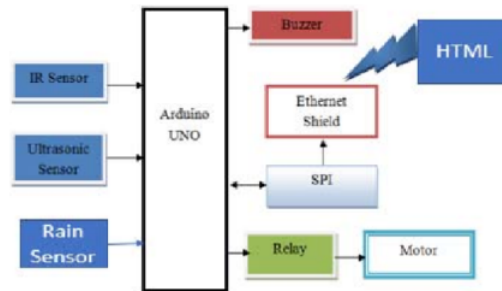 Buzzer
HTML
IR Sensor
Arduino
UNO
Ethernet
Shield
Ultrasonic
Sensor
SPI
Rain
Sensor
Relay
Motor